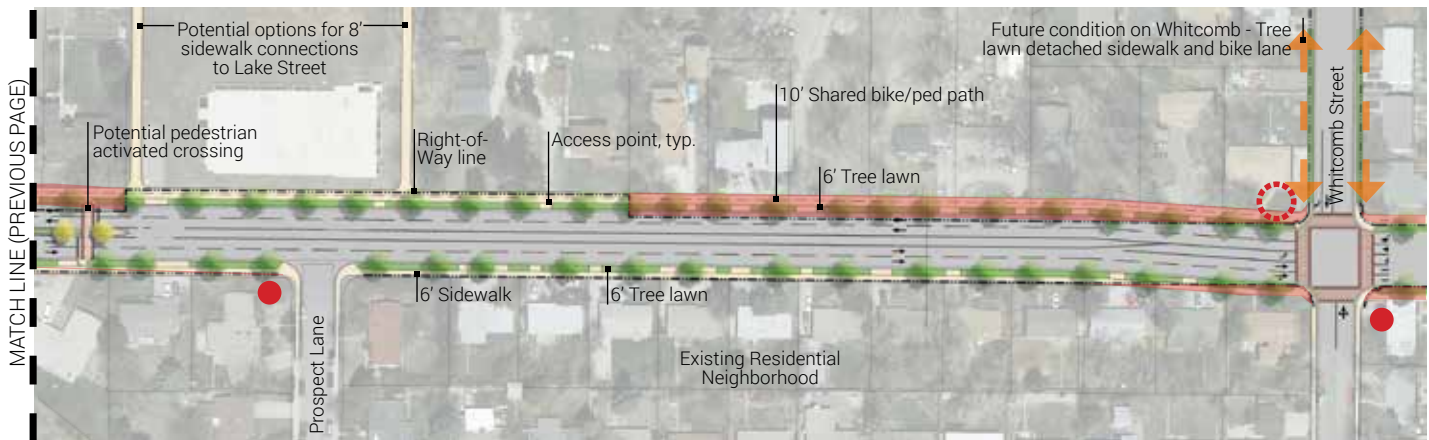 Potential options for 8'
sidewalk connections
to Lake Street
Future condition on Whitcomb - Tree
lawn detached sidewalk and bike lane
MATCH LINE (PREVIOUS PAGE)
Potential pedestrian
activated crossing
Right-of-
Way line
Access point, typ.
10' Shared bike/ped path
6' Tree lawn
Whitcomb Street
6' Sidewalk
6' Tree lawn
Prospect Lane
Existing Residential
Neighborhood